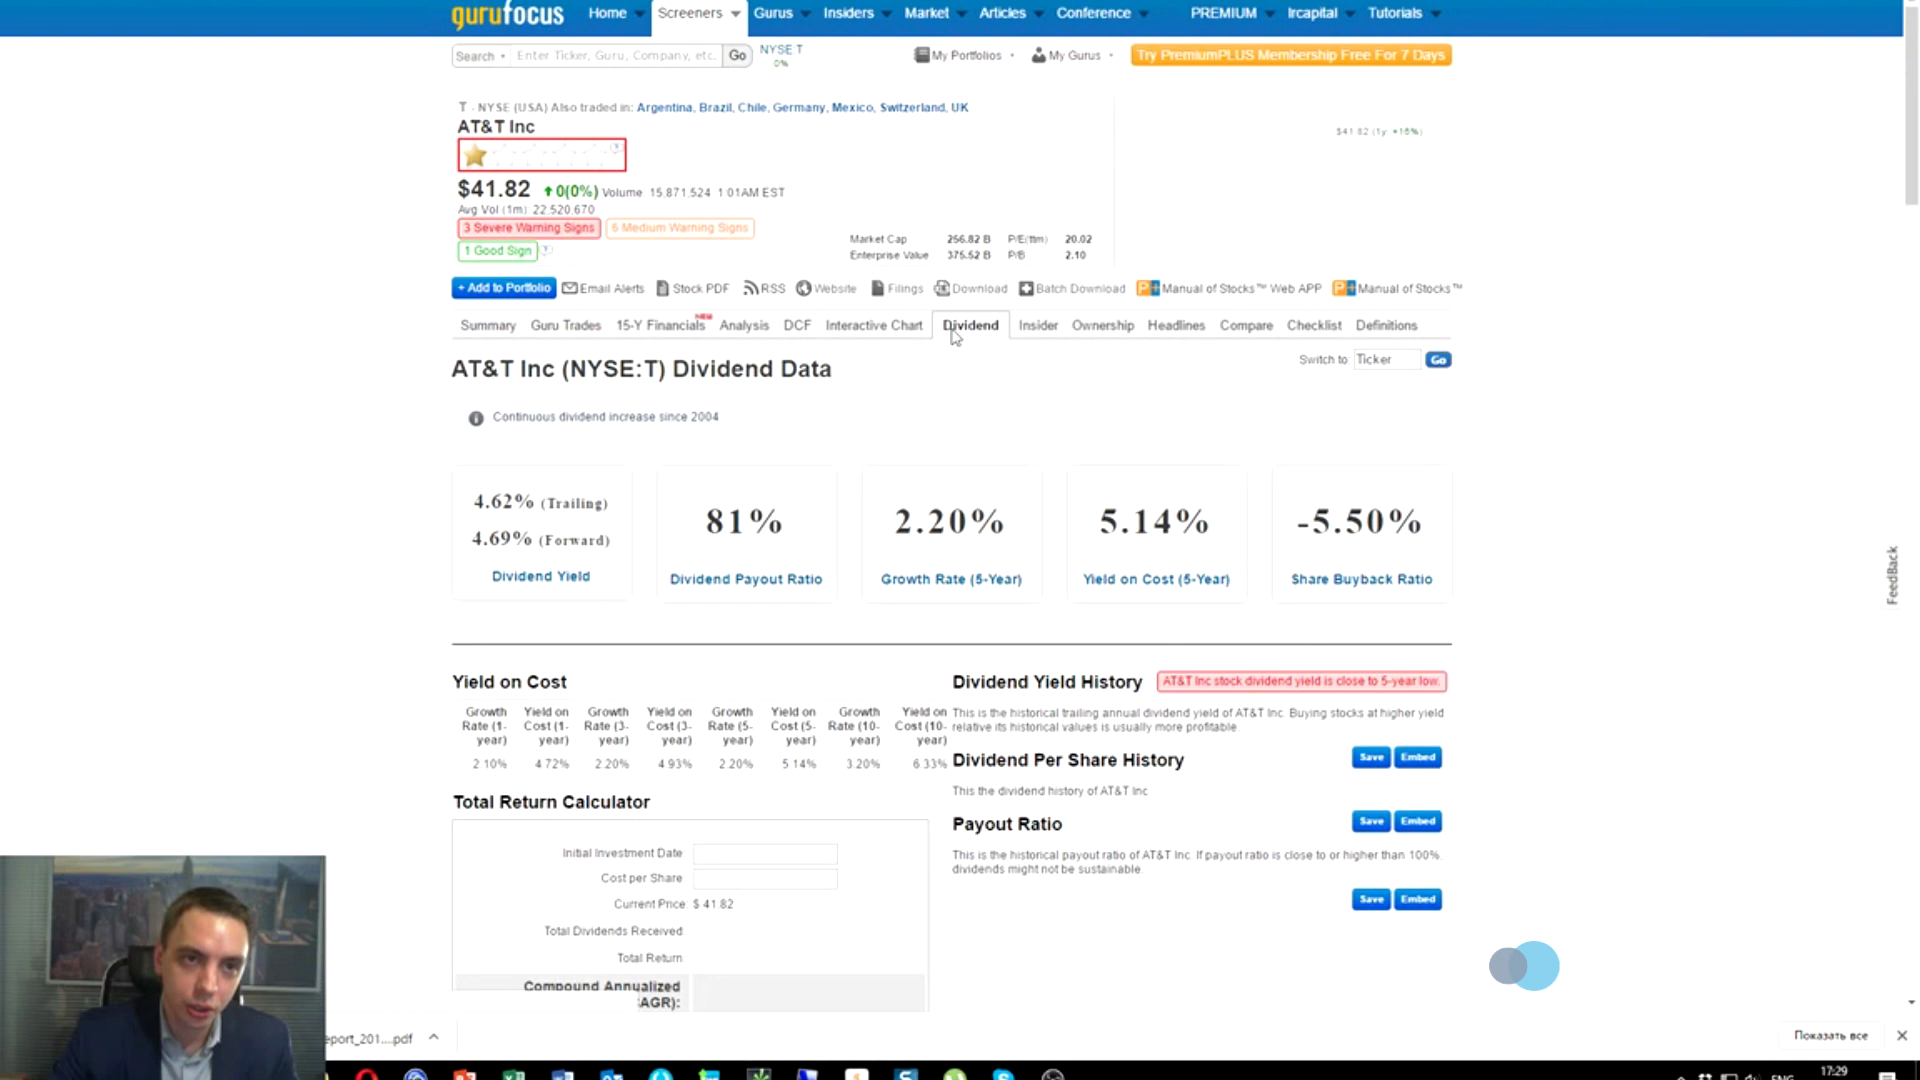 gurufocus
Home Screeners Gurus Insiders Market Articles Conference PREMIUM Ircapital Tutorials
Search Enter Ticker, Guru, Company, etc. Go NYSE:T
0%
My Portfolios My Gurus Try PremiumPLUS Membership Free For 7 Days
T - NYSE (USA) Also traded in: Argentina, Brazil, Chile, Germany, Mexico, Switzerland, UK
AT&T Inc
$41.82 (1y +16%)
$41.82 0(0%) Volume 15,871,524 1:01AM EST
Avg Vol (1m) 22,520,670
3 Severe Warning Signs 6 Medium Warning Signs
1 Good Sign
Market Cap 256.82 B P/E(ttm) 20.02
Enterprise Value 375.52 B P/B 2.10
+ Add to Portfolio Email Alerts Stock PDF RSS Website Filings Download Batch Download Manual of Stocks™ Web APP Manual of Stocks™
Summary Guru Trades 15-Y Financials NEW Analysis DCF Interactive Chart Dividend Insider Ownership Headlines Compare Checklist Definitions
AT&T Inc (NYSE:T) Dividend Data
Switch to Ticker Go
Continuous dividend increase since 2004
4.62% (Trailing)
4.69% (Forward)
Dividend Yield
81%
Dividend Payout Ratio
2.20%
Growth Rate (5-Year)
5.14%
Yield on Cost (5-Year)
-5.50%
Share Buyback Ratio
FeedBack
Yield on Cost
Growth Yield on Growth Yield on Growth Yield on Growth Yield on
Rate (1- Cost (1- Rate (3- Cost (3- Rate (5- Cost (5- Rate (10- Cost (10-
year) year) year) year) year) year) year) year)
2.10% 4.72% 2.20% 4.93% 2.20% 5.14% 3.20% 6.33%
Total Return Calculator
Initial Investment Date
Cost per Share
Current Price: $ 41.82
Total Dividends Received
Total Return
Compound Annualized
AGR):
Dividend Yield History AT&T Inc stock dividend yield is close to 5-year low.
This is the historical trailing annual dividend yield of AT&T Inc. Buying stocks at higher yield
relative its historical values is usually more profitable
Save Embed
Dividend Per Share History
This the dividend history of AT&T Inc
Save Embed
Payout Ratio
This is the historical payout ratio of AT&T Inc. If payout ratio is close to or higher than 100%.
dividends might not be sustainable.
Save Embed
eport_201....pdf
Показать все
ENG 17:29